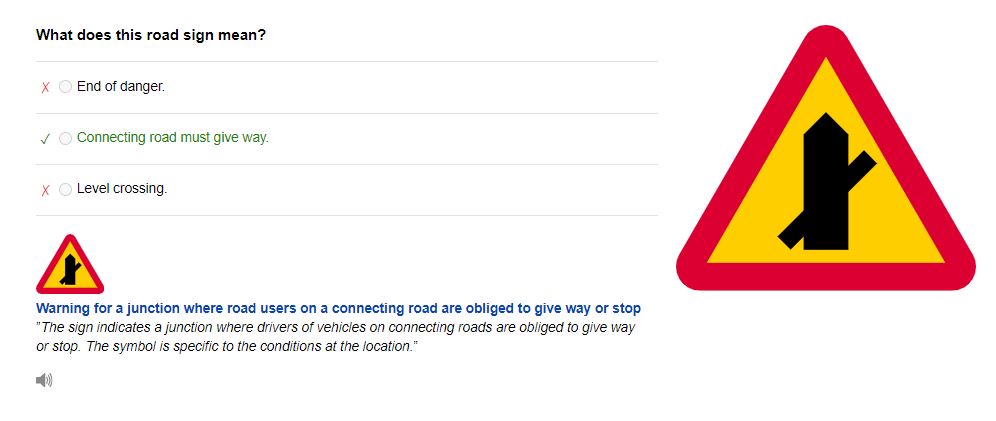 What does this road sign mean?
End of danger.
Connecting road must give way.
Level crossing.
Warning for a junction where road users on a connecting road are obliged to give way or stop
"The sign indicates a junction where drivers of vehicles on connecting roads are obliged to give way
or stop. The symbol is specific to the conditions at the location."